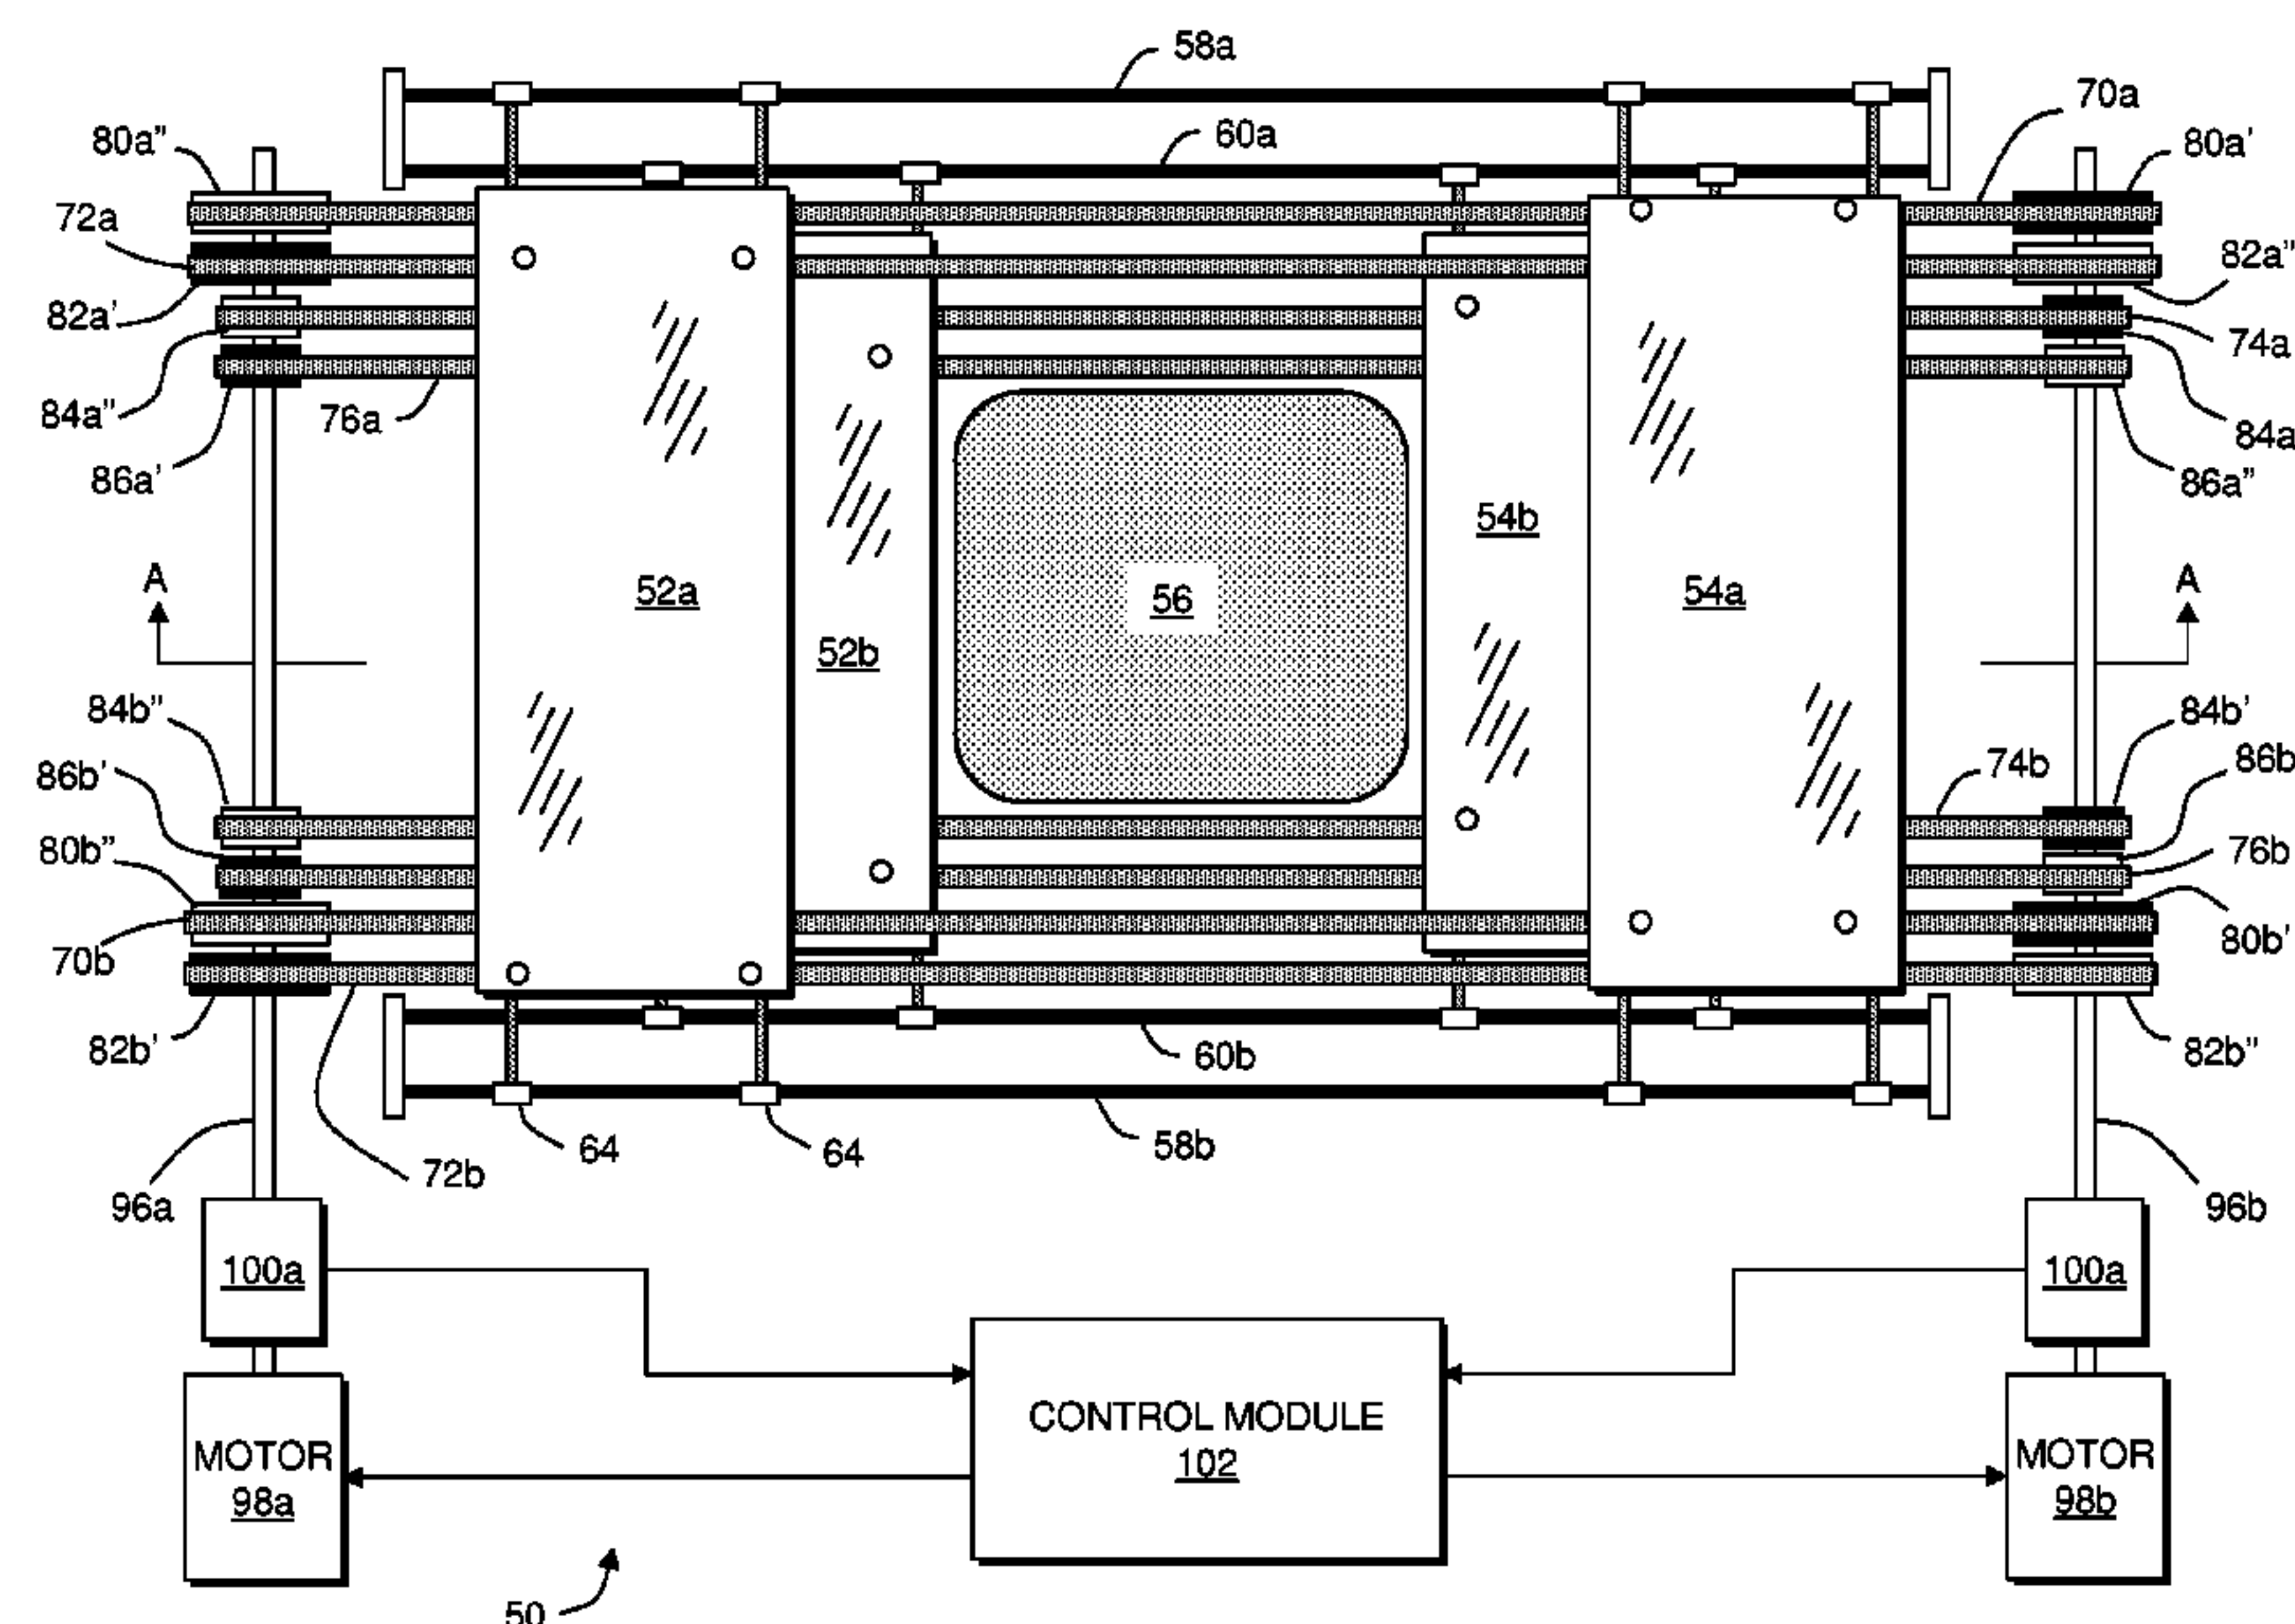 58a
70a
80a"
60a
80a'
72a
82a"
82a'
74a
84a"
76a
84a
86a'
86a"
54b
A
52a
56
54a
A
52b
84b"
84b'
86b'
74b
86b
80b"
76b
70b
80b'
82b'
60b
82b"
64
64
58b
72b
96a
96b
100a
100a
CONTROL MODULE
102
MOTOR
98a
MOTOR
98b
50